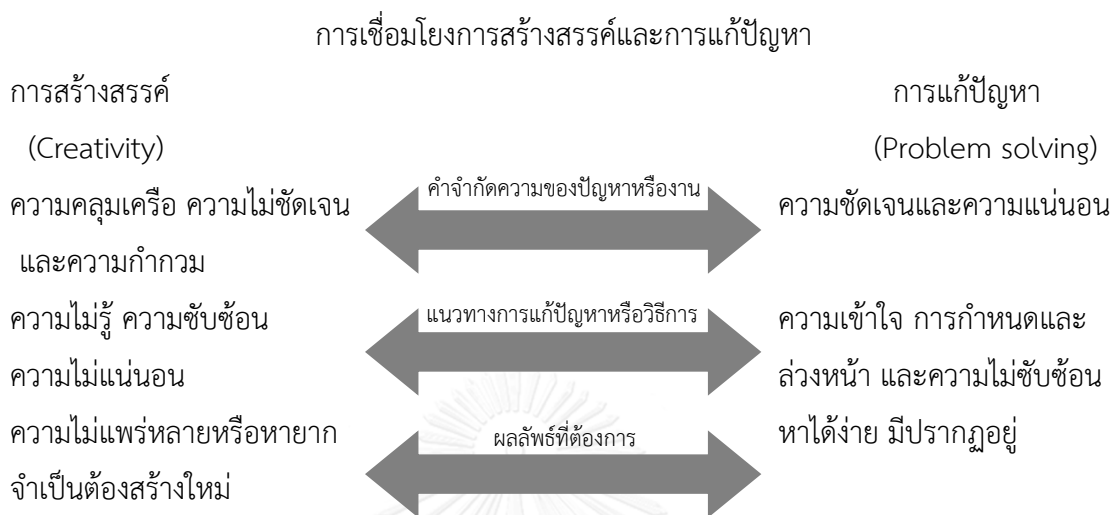 การเชื่อมโยงการสร้างสรรค์และการแก้ปัญหา
การสร้างสรรค์ การแก้ปัญหา
(Creativity) (Problem solving)
ความคลุมเครือ ความไม่ชัดเจน คำจำกัดความของปัญหาหรืองาน ความชัดเจนและความแน่นอน
และความกำกวม
ความไม่รู้ ความซับซ้อน แนวทางการแก้ปัญหาหรือวิธีการ ความเข้าใจ การกำหนดและ
ความไม่แน่นอน ล่วงหน้า และความไม่ซับซ้อน
ความไม่แพร่หลายหรือหายาก ผลลัพธ์ที่ต้องการ หาได้ง่าย มีปรากฏอยู่
จำเป็นต้องสร้างใหม่